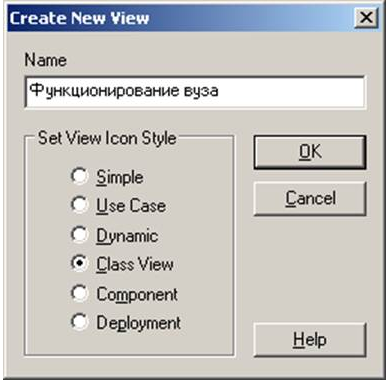 Create New View
Name
Функционирование вуза
Set View Icon Style
Simple
Use Case
Dynamic
Class View
Component
Deployment
OK
Cancel
Help